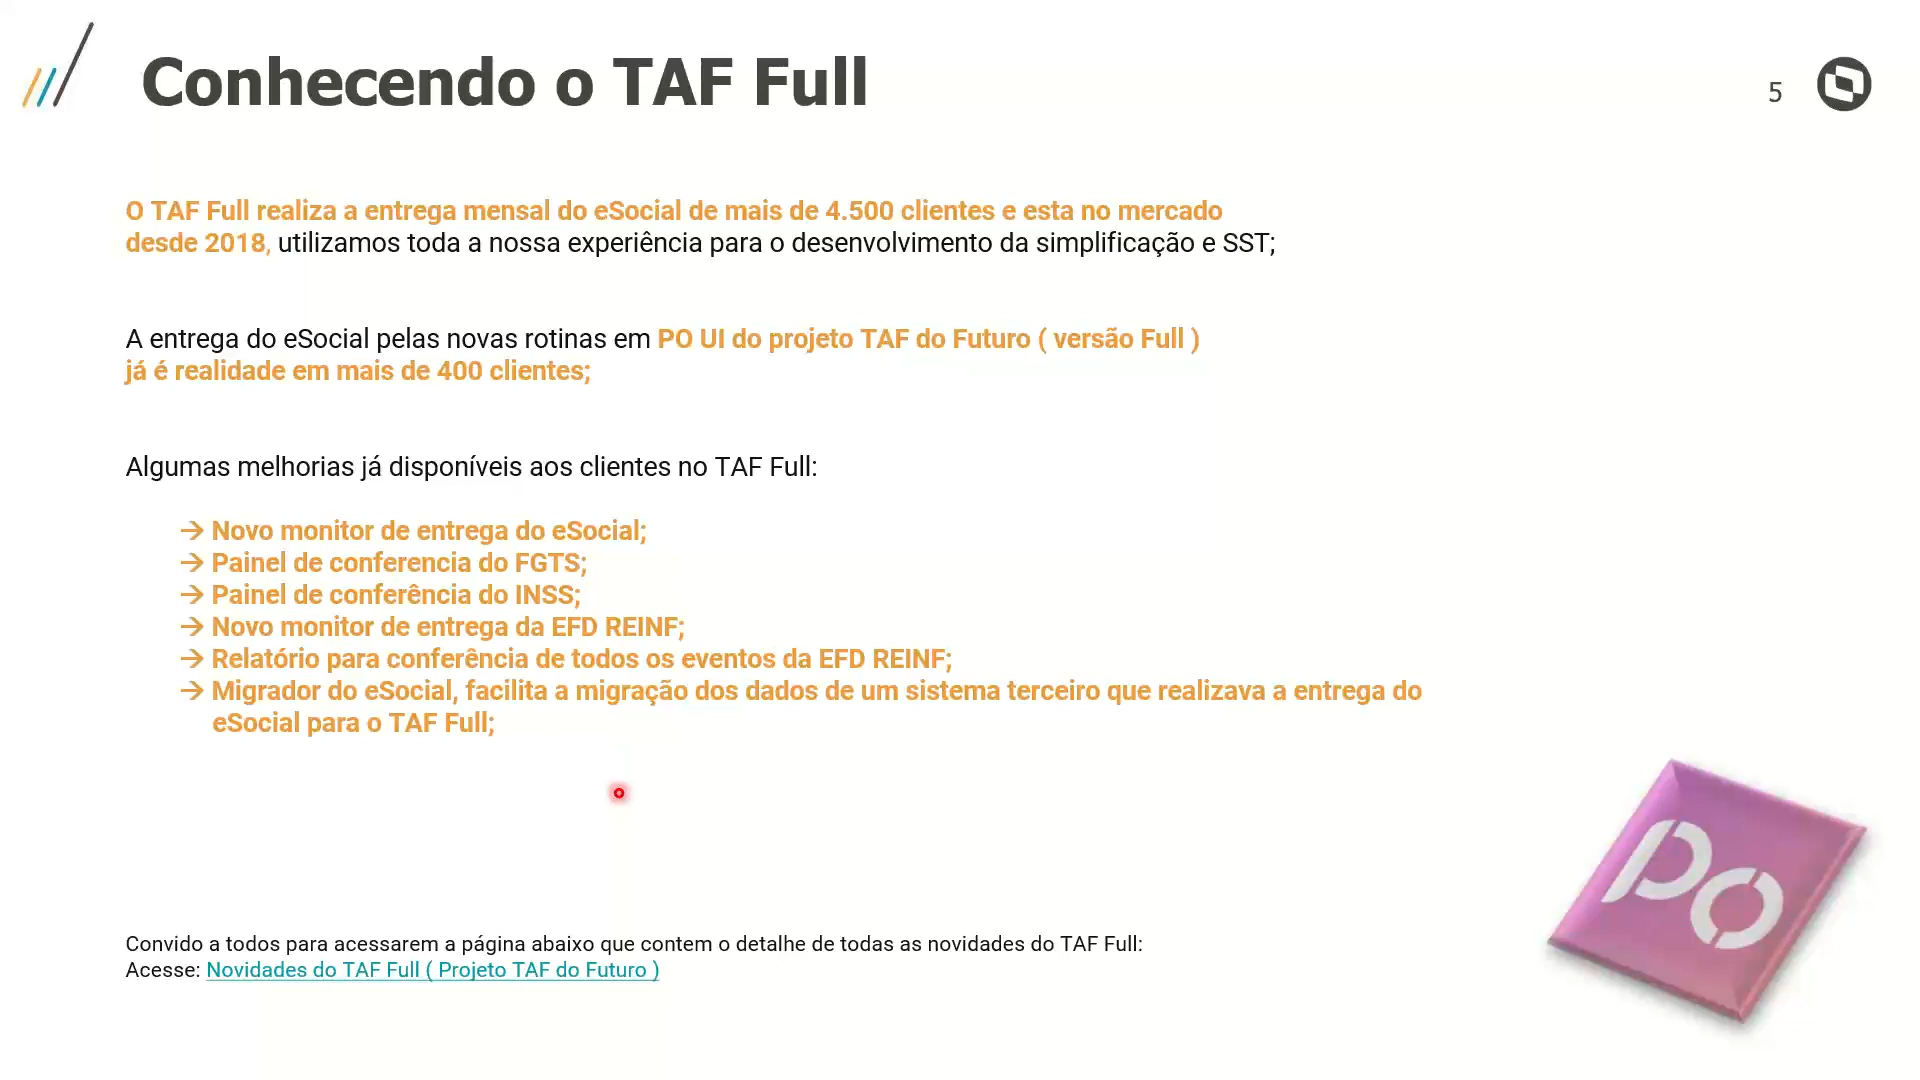 Conhecendo o TAF Full
5
O TAF Full realiza a entrega mensal do eSocial de mais de 4.500 clientes e esta no mercado
desde 2018, utilizamos toda a nossa experiência para o desenvolvimento da simplificação e SST;
A entrega do eSocial pelas novas rotinas em PO UI do projeto TAF do Futuro ( versão Full )
já é realidade em mais de 400 clientes;
Algumas melhorias já disponíveis aos clientes no TAF Full:
→ Novo monitor de entrega do eSocial;
→ Painel de conferencia do FGTS;
→ Painel de conferência do INSS;
→ Novo monitor de entrega da EFD REINF;
→ Relatório para conferência de todos os eventos da EFD REINF;
→ Migrador do eSocial, facilita a migração dos dados de um sistema terceiro que realizava a entrega do
eSocial para o TAF Full;
po
Convido a todos para acessarem a página abaixo que contem o detalhe de todas as novidades do TAF Full:
Acesse: Novidades do TAF Full ( Projeto TAF do Futuro )